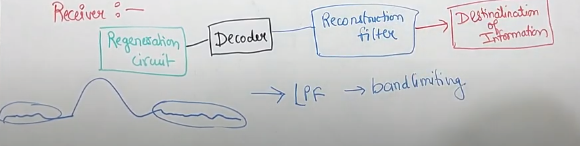 Receiver :-
Regeneration
circuit
Decoder
Reconstruction
filter
Destination
of
Information
→ LPF → bandlimiting.